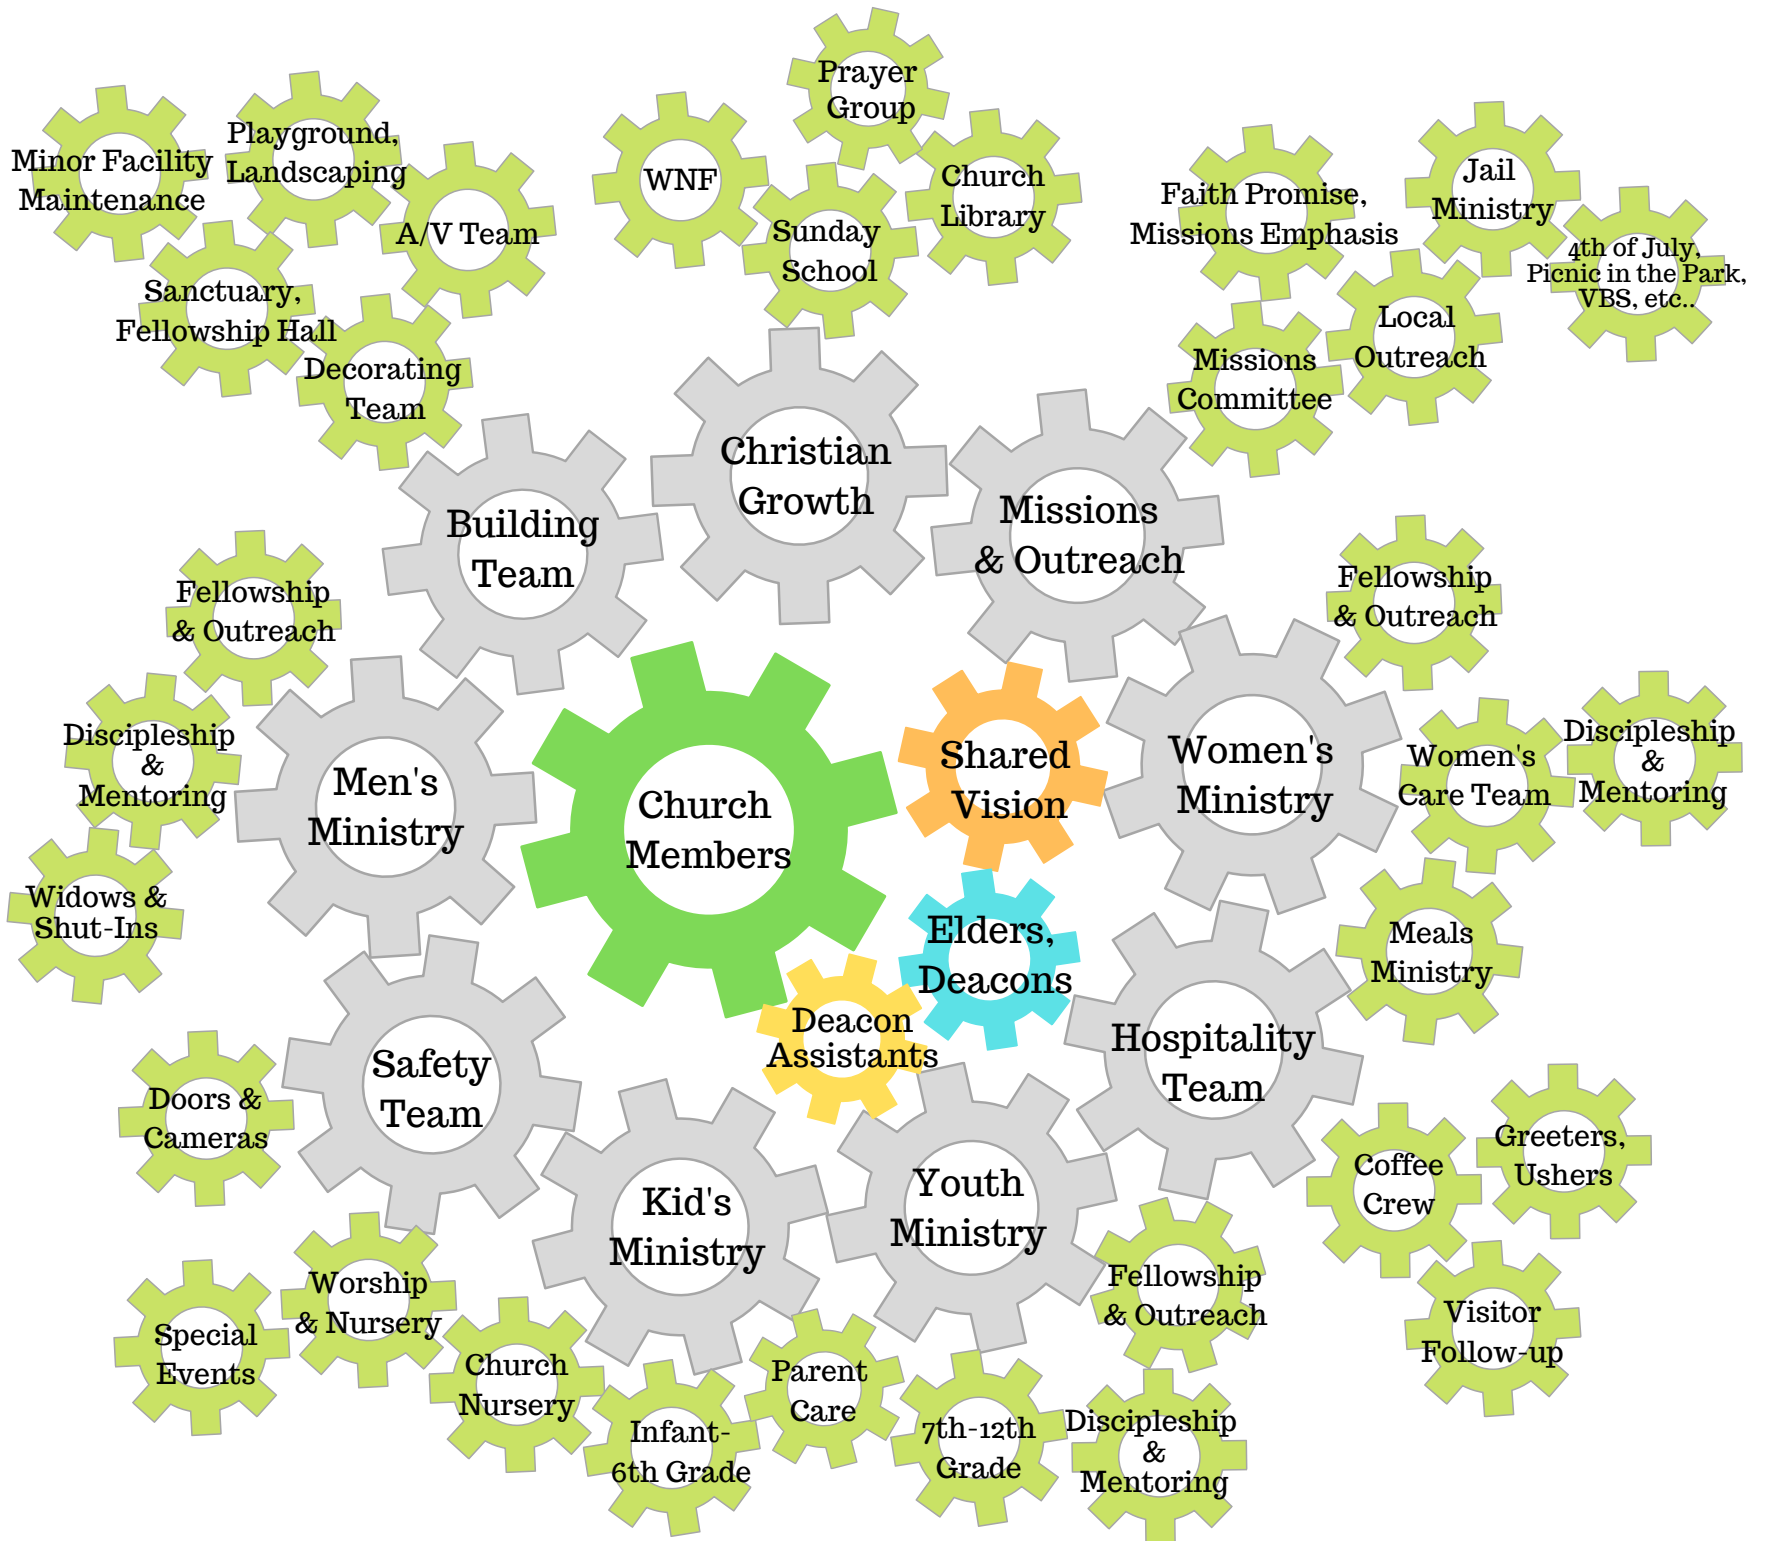 Prayer
Group
Minor Facility
Maintenance
Playground,
Landscaping
A/V Team
Sanctuary,
Fellowship Hall
Decorating
Team
WNF
Sunday
School
Church
Library
Faith Promise,
Missions Emphasis
Jail
Ministry
4th of July,
Picnic in the Park,
VBS, etc..
Local
Outreach
Missions
Committee
Building
Team
Christian
Growth
Missions
& Outreach
Fellowship
& Outreach
Discipleship
&
Mentoring
Widows &
Shut-Ins
Men's
Ministry
Church
Members
Shared
Vision
Elders,
Deacons
Deacon
Assistants
Women's
Ministry
Fellowship
& Outreach
Women's
Care Team
Discipleship
&
Mentoring
Meals
Ministry
Hospitality
Team
Safety
Team
Doors &
Cameras
Kid's
Ministry
Youth
Ministry
Coffee
Crew
Greeters,
Ushers
Visitor
Follow-up
Special
Events
Worship
& Nursery
Church
Nursery
Infant-
6th Grade
Parent
Care
7th-12th
Grade
Fellowship
& Outreach
Discipleship
&
Mentoring